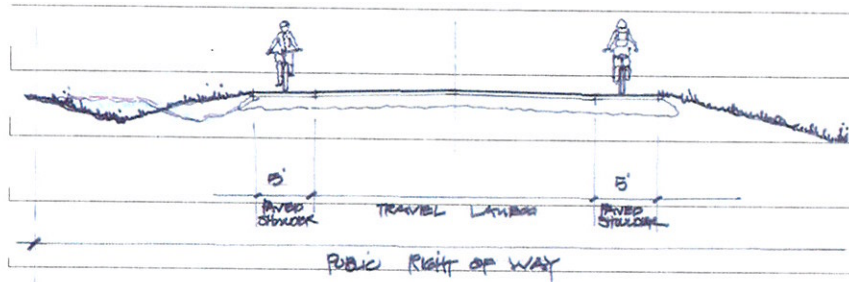 5'
5'
PAVED
SHOULDER
TRAVEL LANES
PAVED
SHOULDER
PUBLIC RIGHT OF WAY